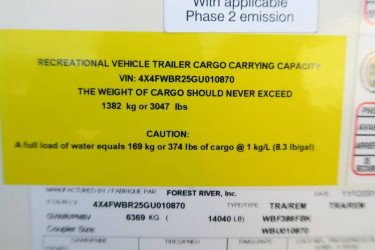 With applicable
Phase 2 emission
RECREATIONAL VEHICLE TRAILER CARGO CARRYING CAPACITY
VIN: 4X4FWBR25GU010870
THE WEIGHT OF CARGO SHOULD NEVER EXCEED
1382 kg or 3047 lbs
CAUTION:
A full load of water equals 169 kg or 374 lbs of cargo @ 1 kg/L (8.3 lb/gal)
MANUFACTURED BY / FABRIQUE PAR: FOREST RIVER, Inc.
4X4FWBR25GU010870 TYPE/TYPE: TRA/REM TRA/REM
GVWR/PNBV 6369 KG ( 14040 LB) WBF386FBK
Coupler Size WBU010870